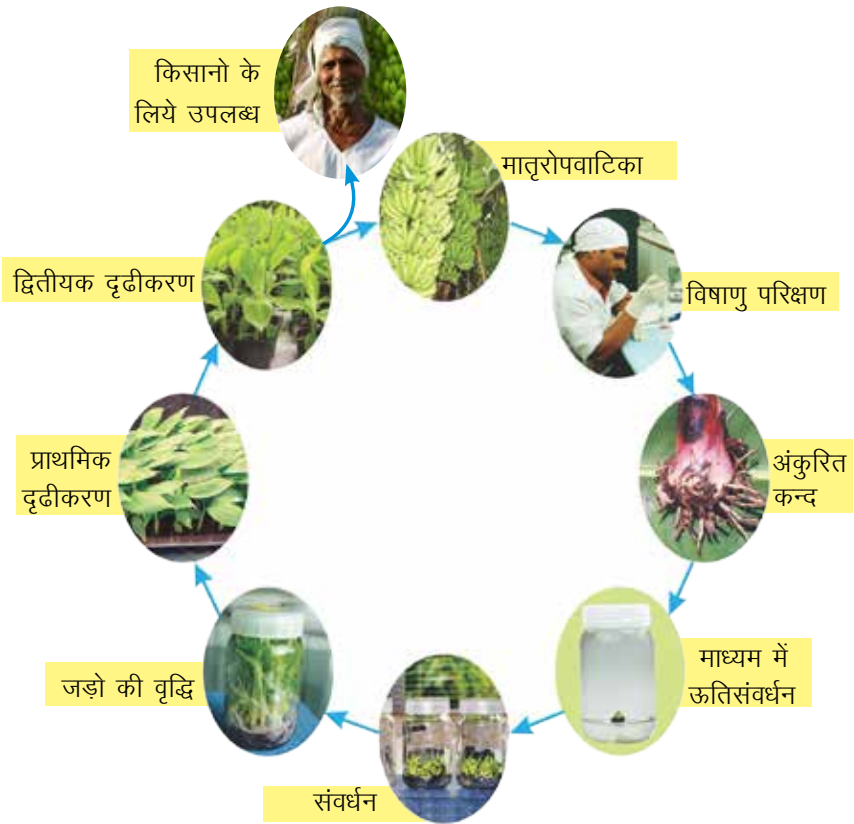 किसानो के
लिये उपलब्ध
मातृरोपवाटिका
विषाणु परिक्षण
अंकुरित
कन्द
माध्यम में
ऊतिसंवर्धन
संवर्धन
जड़ो की वृद्धि
प्राथमिक
दृढीकरण
द्वितीयक दृढीकरण